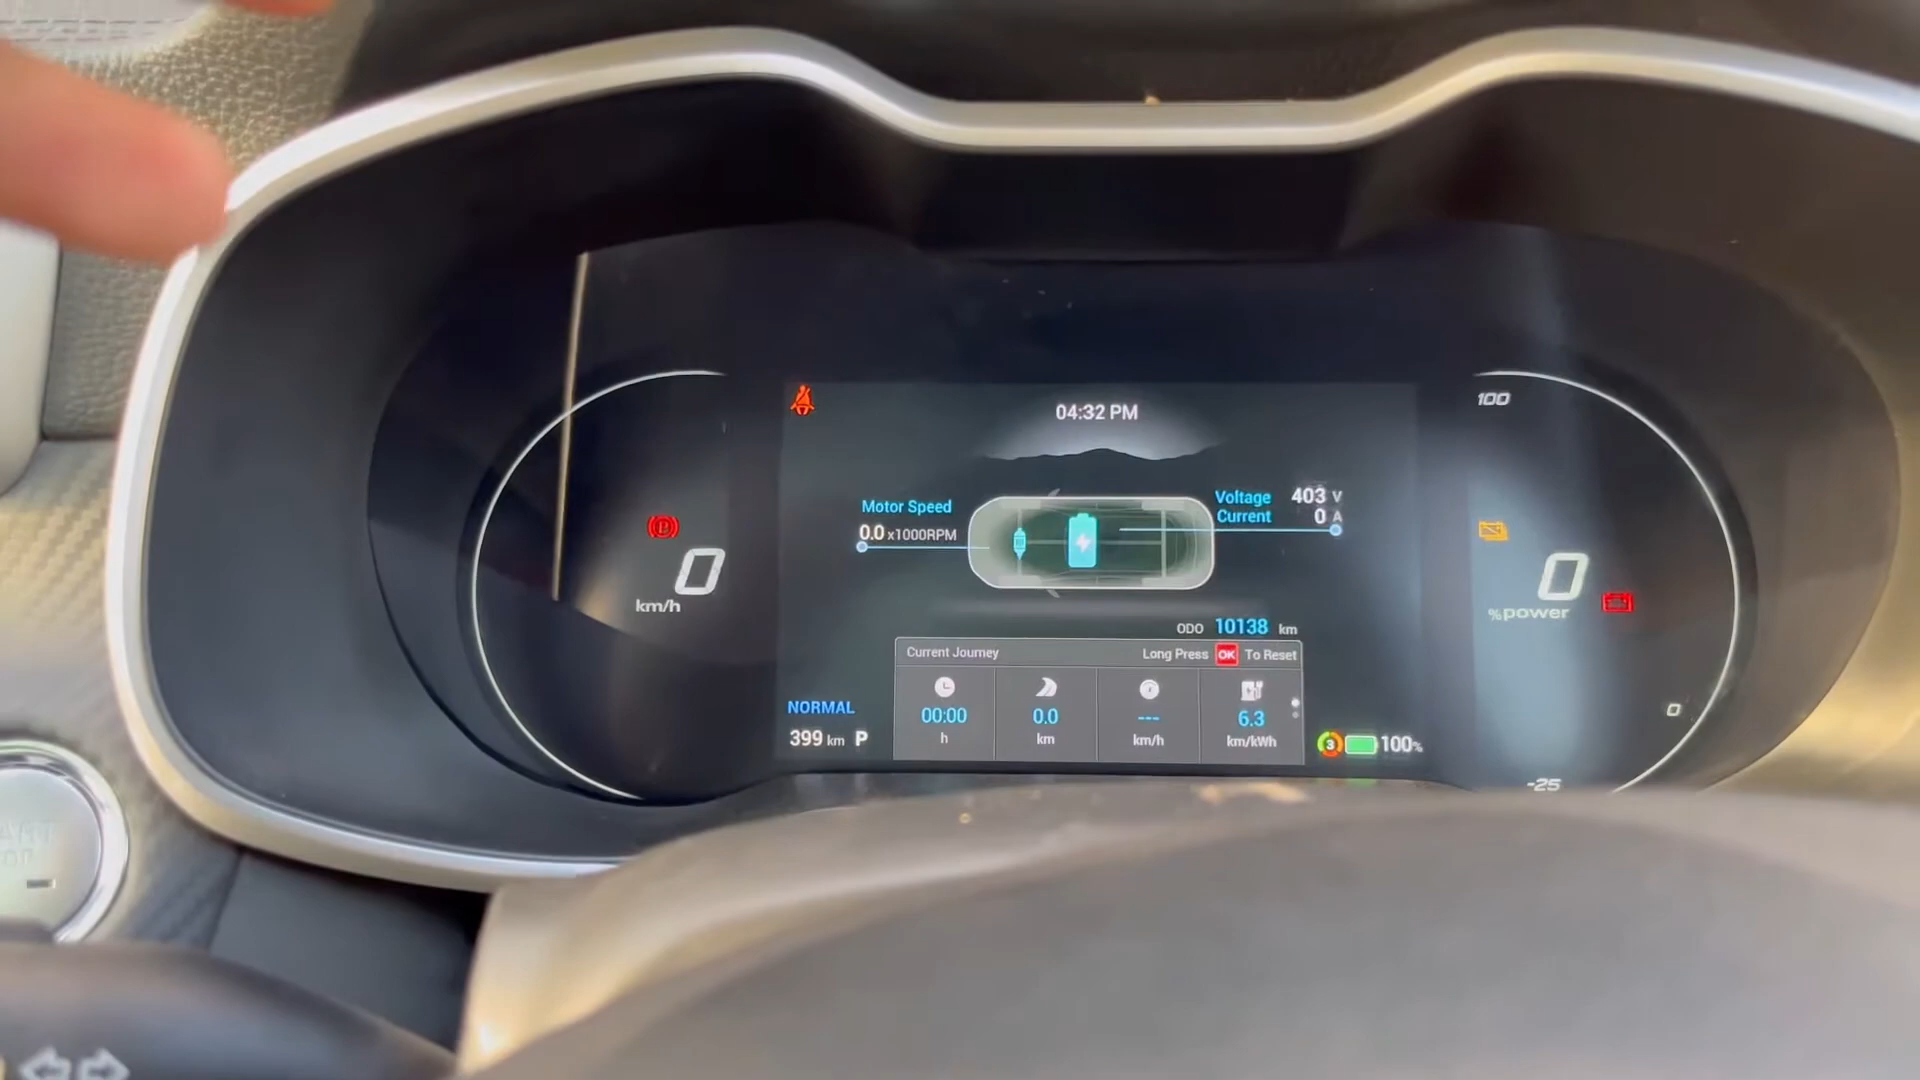 04:32 PM
100
Motor Speed
0.0 x1000RPM
Voltage 403 V
Current 0 A
0
km/h
0
%power
ODO 10138 km
Current Journey Long Press OK To Reset
00:00
h
0.0
km
---
km/h
6.3
km/kWh
NORMAL
399 km P
3
100%
0
-25